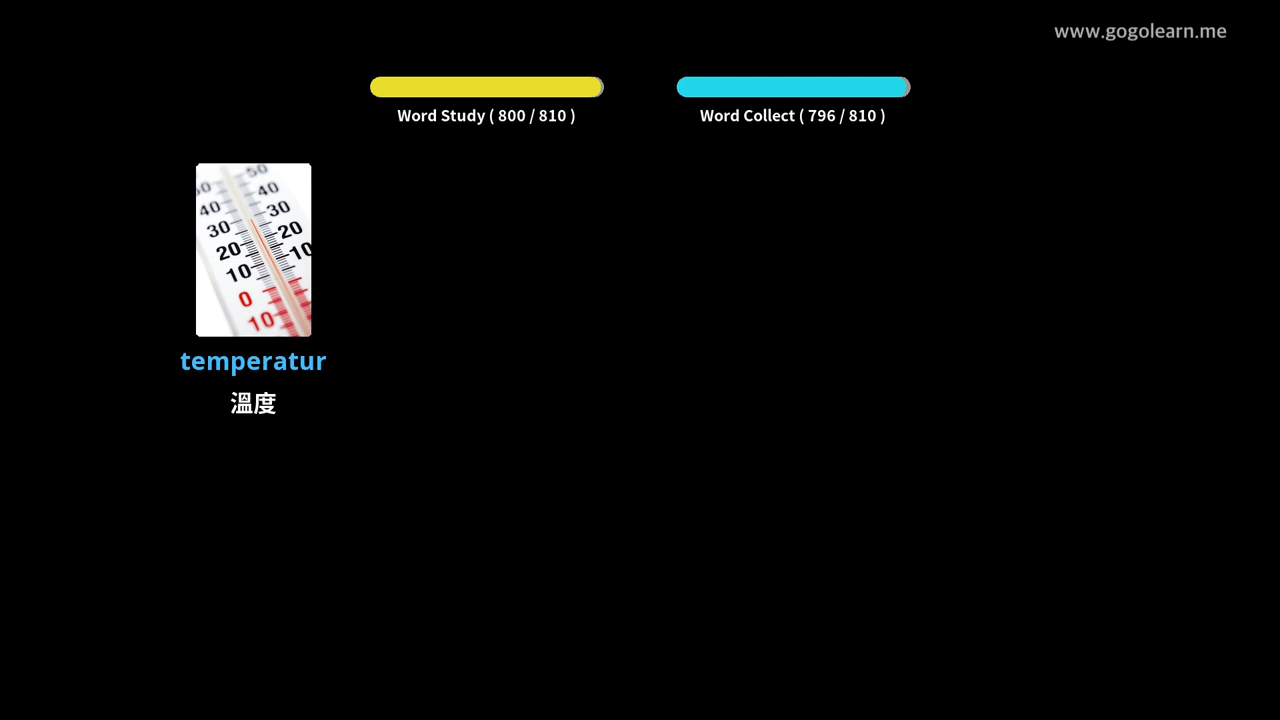 www.gogolearn.me
Word Study ( 800 / 810 )
Word Collect ( 796 / 810 )
50
40 40
30 30
20 20
10 10
0
10
temperatur
溫度